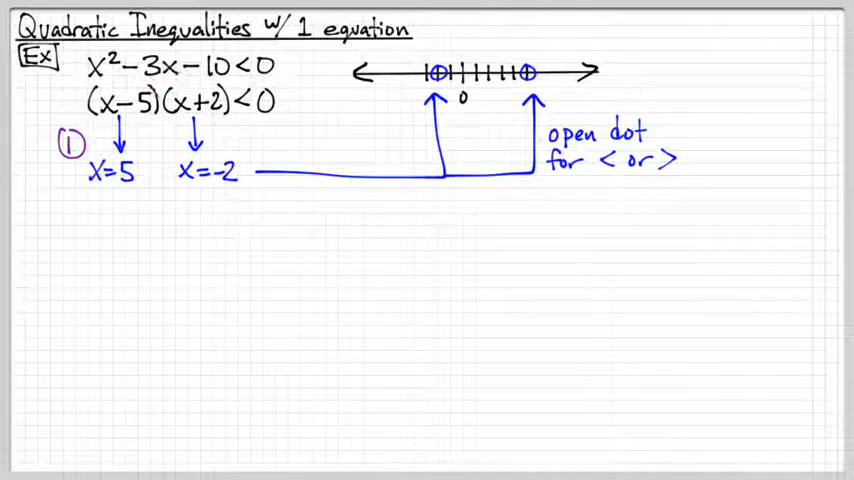 Quadratic Inequalities w/ 1 equation
Ex
x² - 3x - 10 < 0
(x - 5)(x + 2) < 0
0
①
x = 5 x = -2
open dot
for < or >